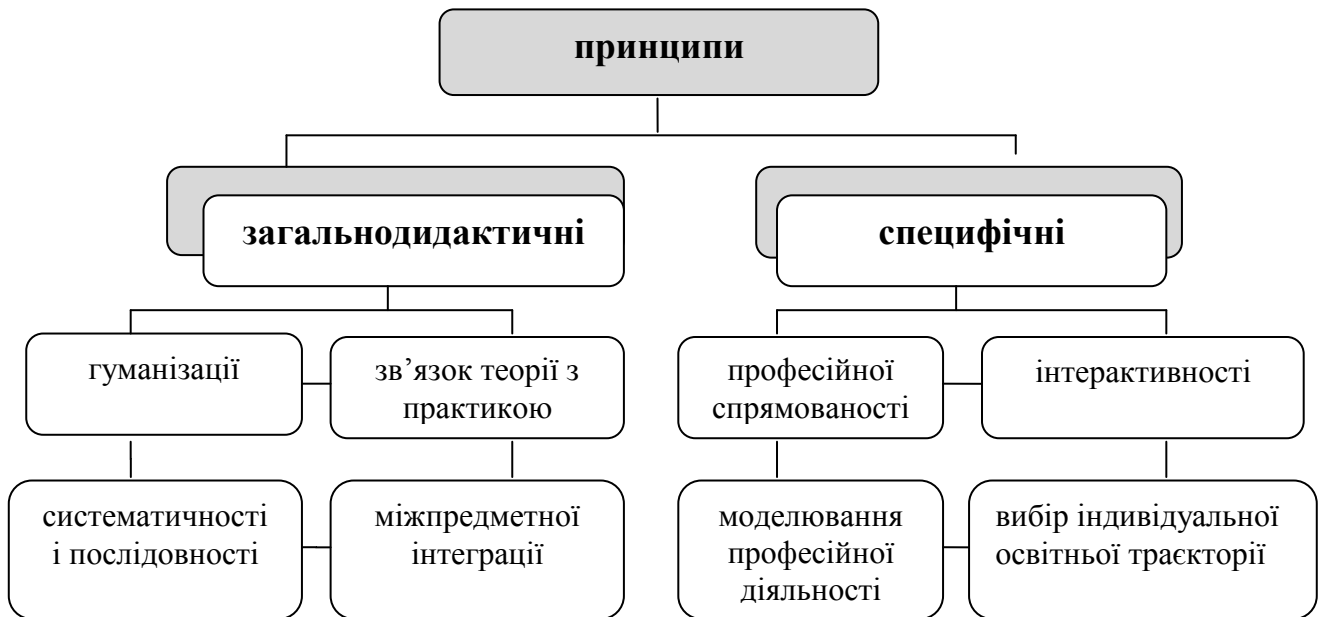 принципи
загальнодидактичні
специфічні
гуманізації
зв’язок теорії з
практикою
професійної
спрямованості
інтерактивності
систематичності
і послідовності
міжпредметної
інтеграції
моделювання
професійної
діяльності
вибір індивідуальної
освітньої траєкторії